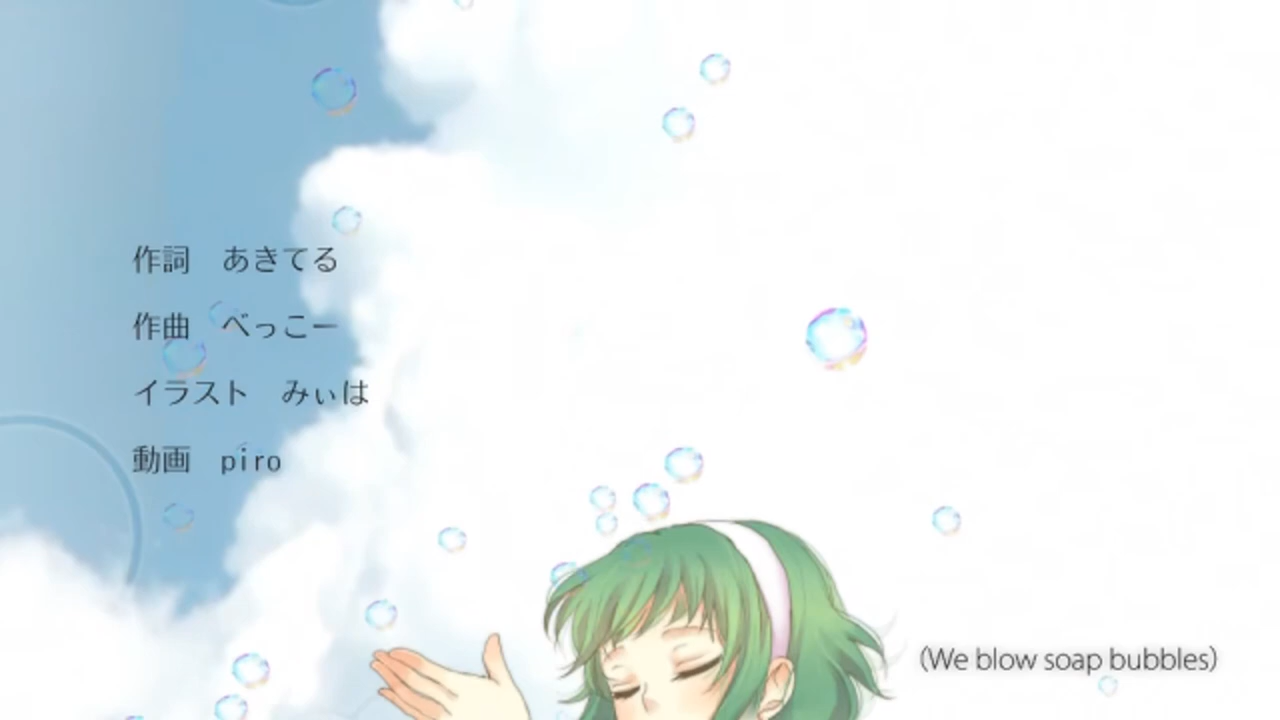 作詞　あきてる
作曲　べっこー
イラスト　みぃは
動画　piro
(We blow soap bubbles)